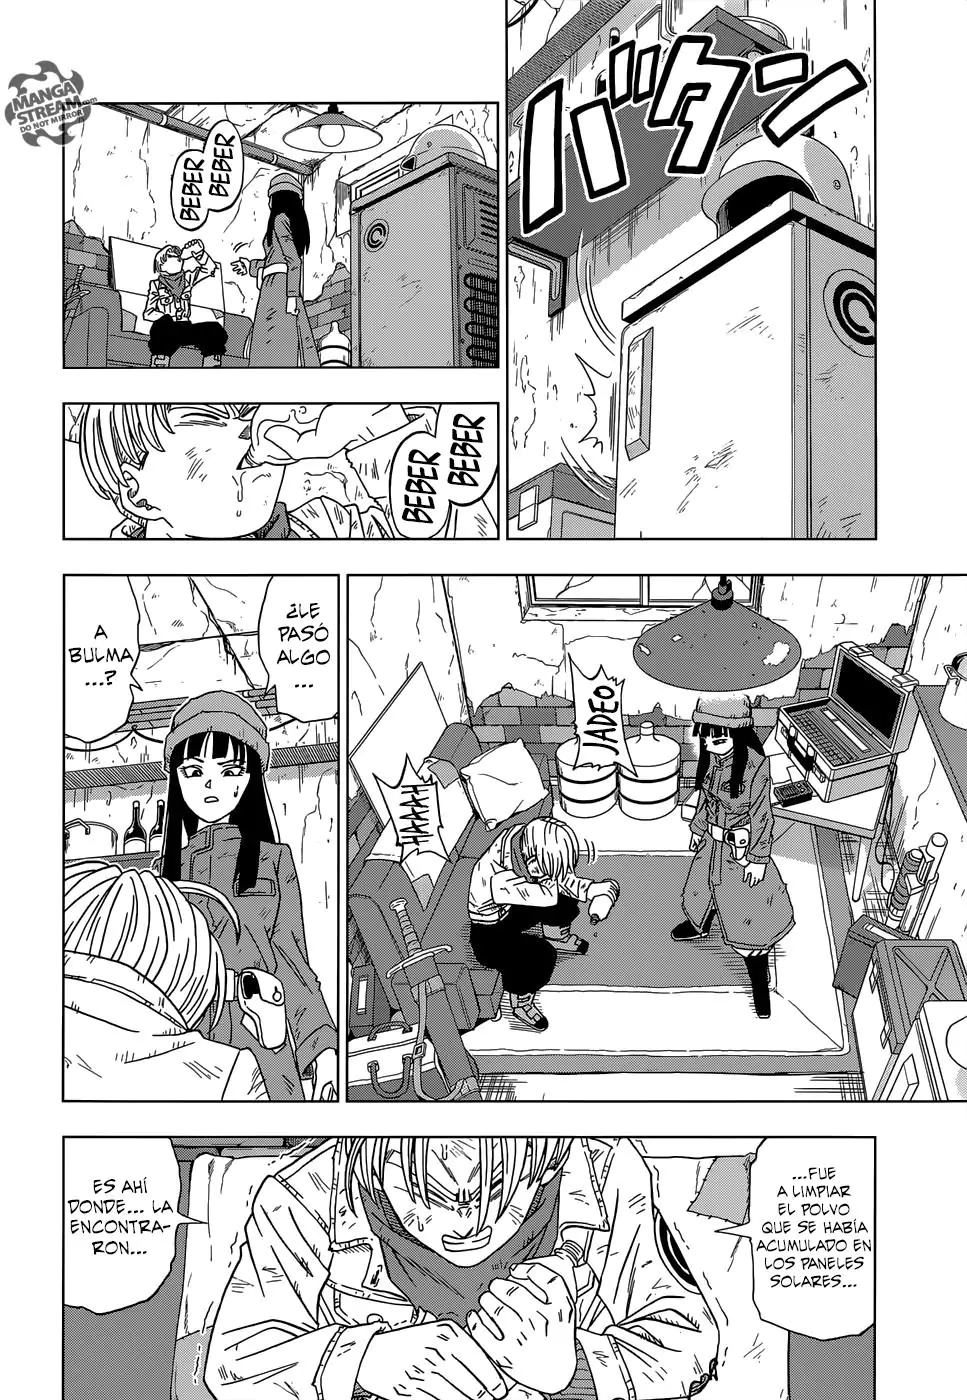 バタン
MANGA
STREAM.com
DO NOT MIRROR!
BEBER
BEBER
BEBER
BEBER
JADEO
HAAAH
¿LE
PASÓ
ALGO
...
A
BULMA
...?
...FUE
A LIMPIAR
EL POLVO
QUE SE HABÍA
ACUMULADO EN
LOS PANELES
SOLARES...
ES AHÍ
DONDE... LA
ENCONTRA-
RON...